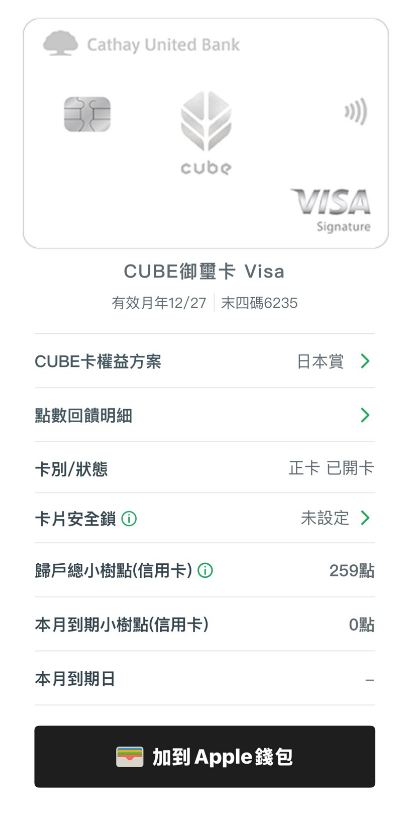 Cathay United Bank
cube
VISA
Signature
CUBE御璽卡 Visa
有效月年12/27 末四碼6235
CUBE卡權益方案 日本賞
點數回饋明細
卡別/狀態 正卡 已開卡
卡片安全鎖 未設定
歸戶總小樹點(信用卡) 259點
本月到期小樹點(信用卡) 0點
本月到期日 –
加到 Apple 錢包